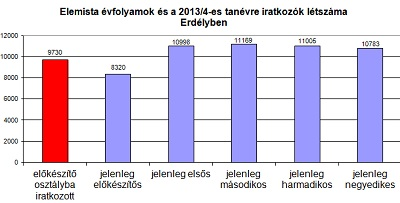 Elemista évfolyamok és a 2013/4-es tanévre iratkozók létszáma
Erdélyben
12000
10000
8000
6000
4000
2000
0
9730
8320
10998
11169
11005
10783
előkészítő
osztályba
iratkozott
jelenleg
előkészítős
jelenleg elsős
jelenleg
másodikos
jelenleg
harmadikos
jelenleg
negyedikes